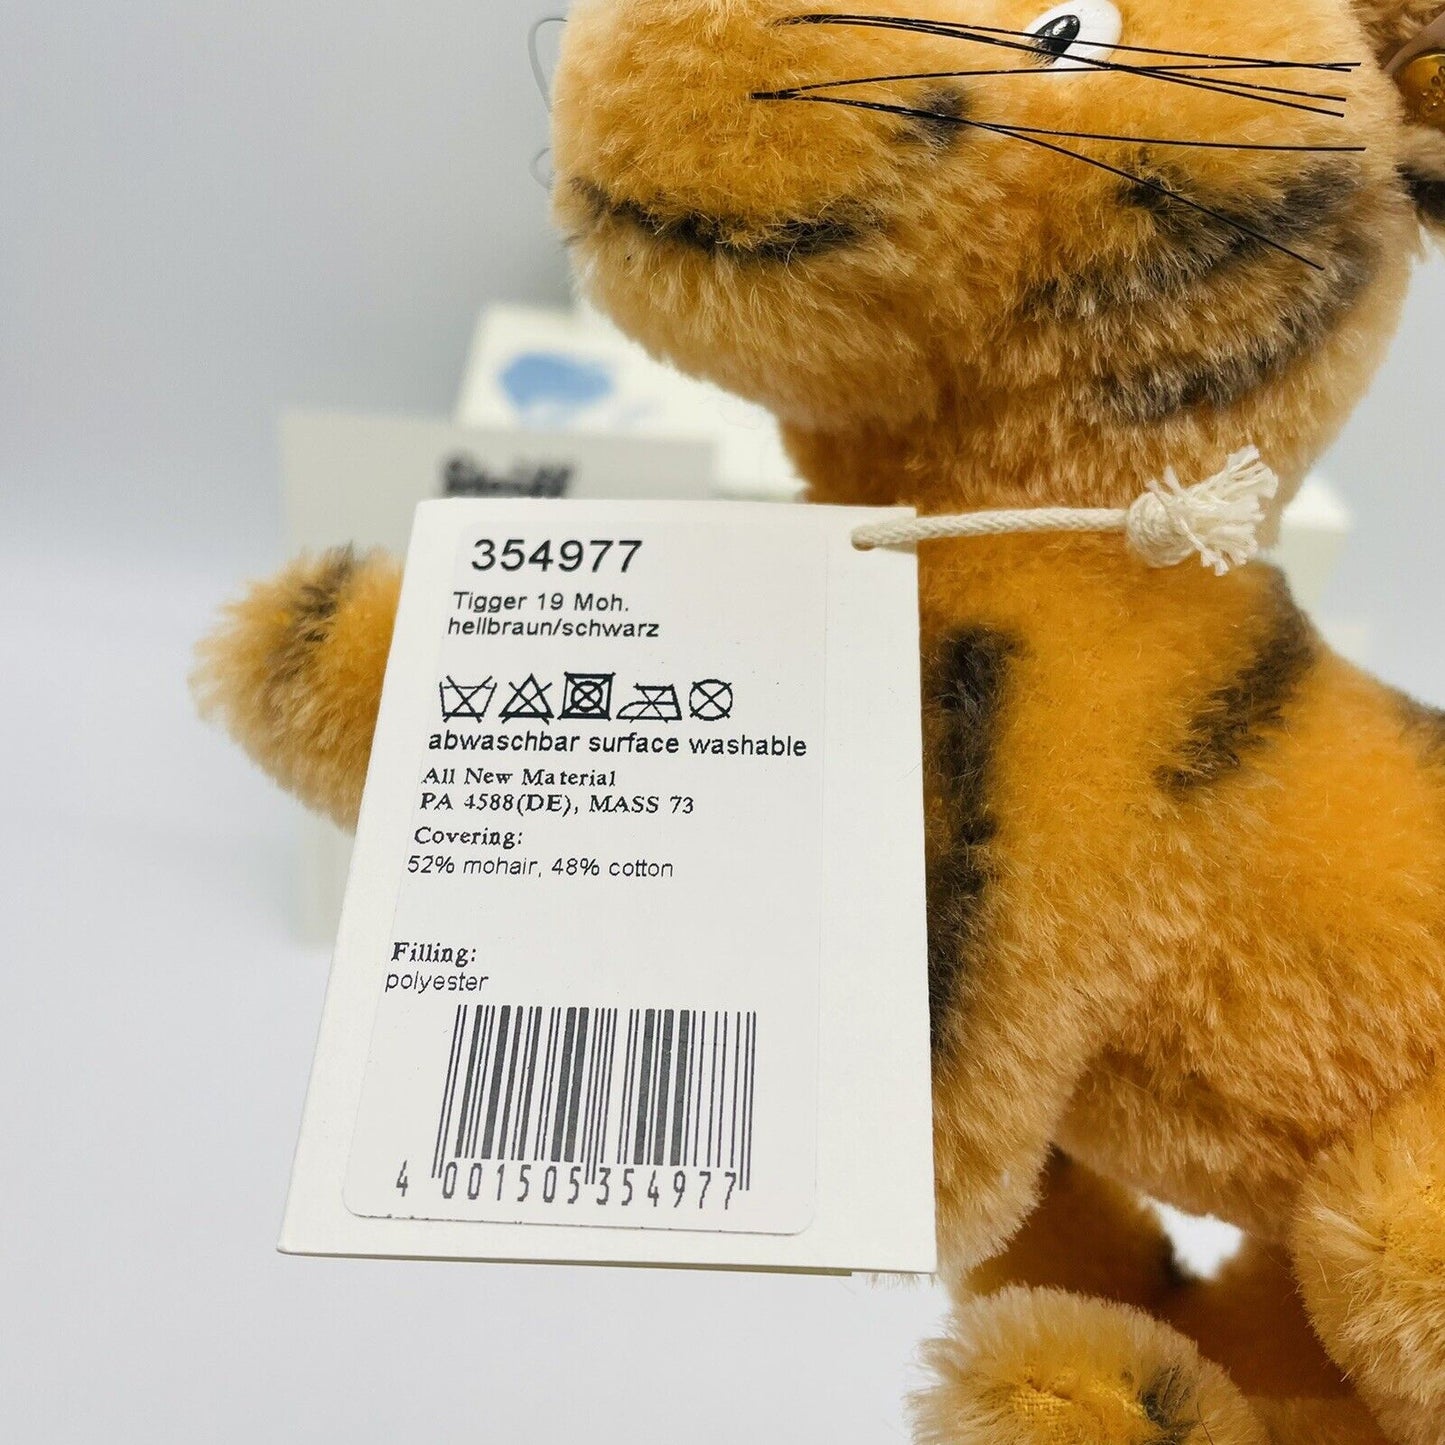 Steiff
354977
Tigger 19 Moh.
hellbraun/schwarz
abwaschbar surface washable
All New Material
PA 4588(DE), MASS 73
Covering:
52% mohair, 48% cotton
Filling:
polyester
4 001505 354977